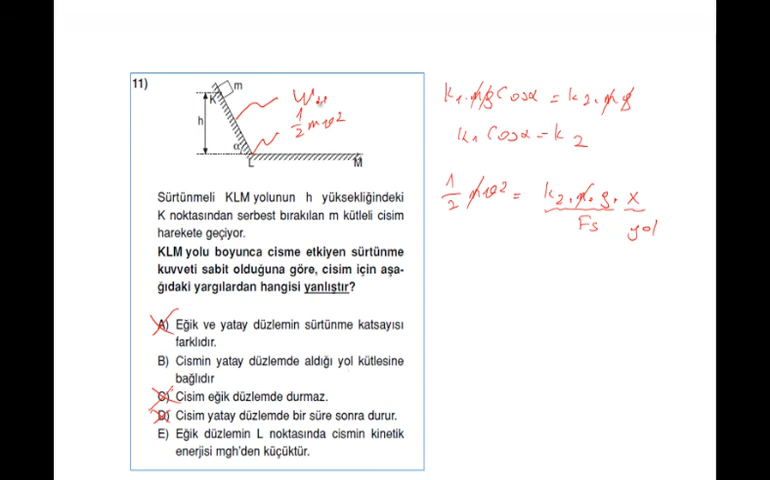 11)
m
K
h
α
L
M
1/2 mv²
k₁.mg Cosα = k₂.mg
k₁ Cosα = k₂
1/2 mv² = k₂.m.g.x
Fs yol
Sürtünmeli KLM yolunun h yüksekliğindeki
K noktasından serbest bırakılan m kütleli cisim
harekete geçiyor.
KLM yolu boyunca cisme etkiyen sürtünme
kuvveti sabit olduğuna göre, cisim için aşa-
ğıdaki yargılardan hangisi yanlıştır?
A) Eğik ve yatay düzlemin sürtünme katsayısı
farklıdır.
B) Cismin yatay düzlemde aldığı yol kütlesine
bağlıdır
C) Cisim eğik düzlemde durmaz.
D) Cisim yatay düzlemde bir süre sonra durur.
E) Eğik düzlemin L noktasında cismin kinetik
enerjisi mgh'den küçüktür.